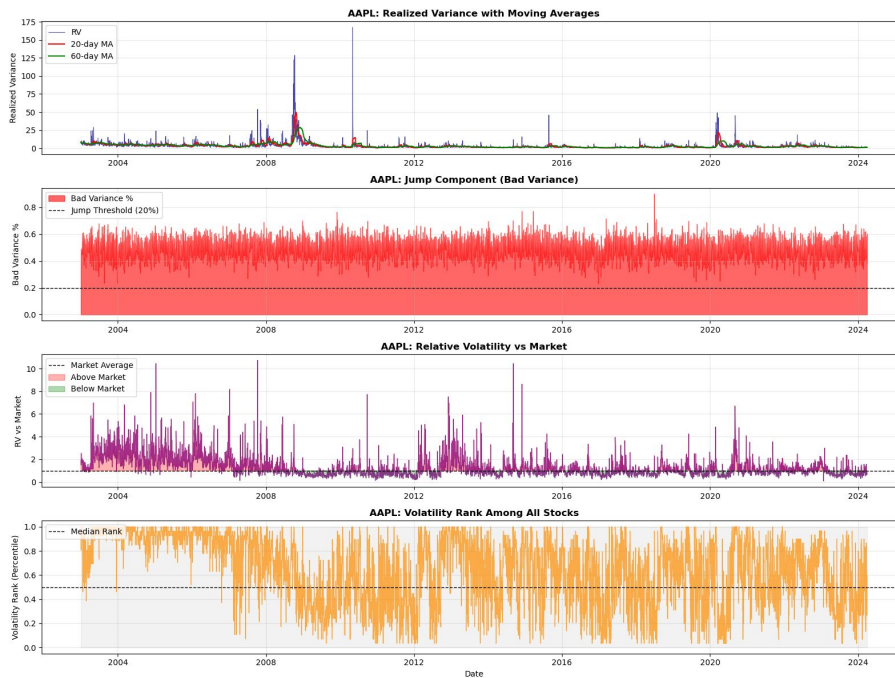 AAPL: Realized Variance with Moving Averages
175
150
125
100
75
50
25
0
Realized Variance
RV
20-day MA
60-day MA
2004 2008 2012 2016 2020 2024
AAPL: Jump Component (Bad Variance)
0.8
0.6
0.4
0.2
0.0
Bad Variance %
Bad Variance %
Jump Threshold (20%)
2004 2008 2012 2016 2020 2024
AAPL: Relative Volatility vs Market
10
8
6
4
2
0
RV vs Market
Market Average
Above Market
Below Market
2004 2008 2012 2016 2020 2024
AAPL: Volatility Rank Among All Stocks
1.0
0.8
0.6
0.4
0.2
0.0
Volatility Rank (Percentile)
Median Rank
2004 2008 2012 2016 2020 2024
Date